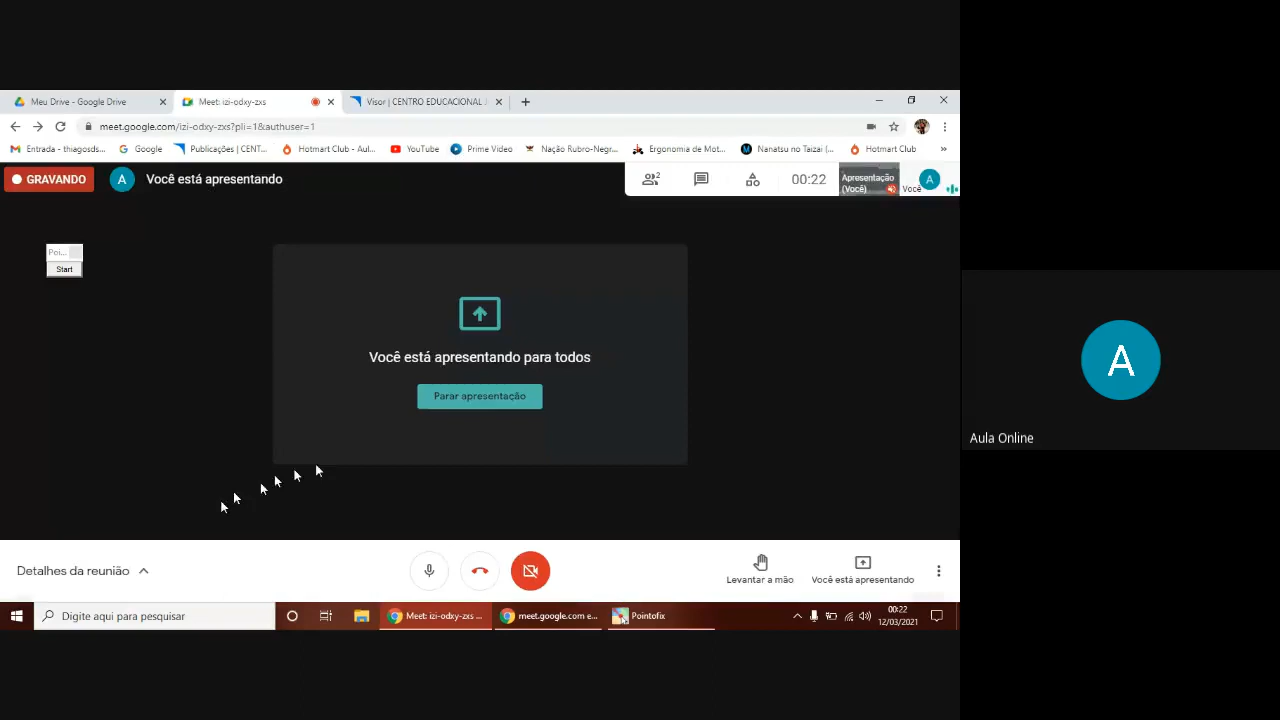 Meu Drive - Google Drive
Meet: izi-odxy-zxs
Visor | CENTRO EDUCACIONAL
meet.google.com/izi-odxy-zxs?pli=1&authuser=1
Entrada - thiagosds...
Google
Publicações | CENT...
Hotmart Club - Aul...
YouTube
Prime Video
Nação Rubro-Negr...
Ergonomia de Mot...
Nanatsu no Taizai (...
Hotmart Club
»
GRAVANDO
A
Você está apresentando
2
00:22
Apresentação
(Você)
Você
A
Poi...
Start
Você está apresentando para todos
Parar apresentação
A
Aula Online
Detalhes da reunião
Levantar a mão
Você está apresentando
Digite aqui para pesquisar
Meet: izi-odxy-zxs ...
meet.google.com e...
Pointofix
00:22
12/03/2021